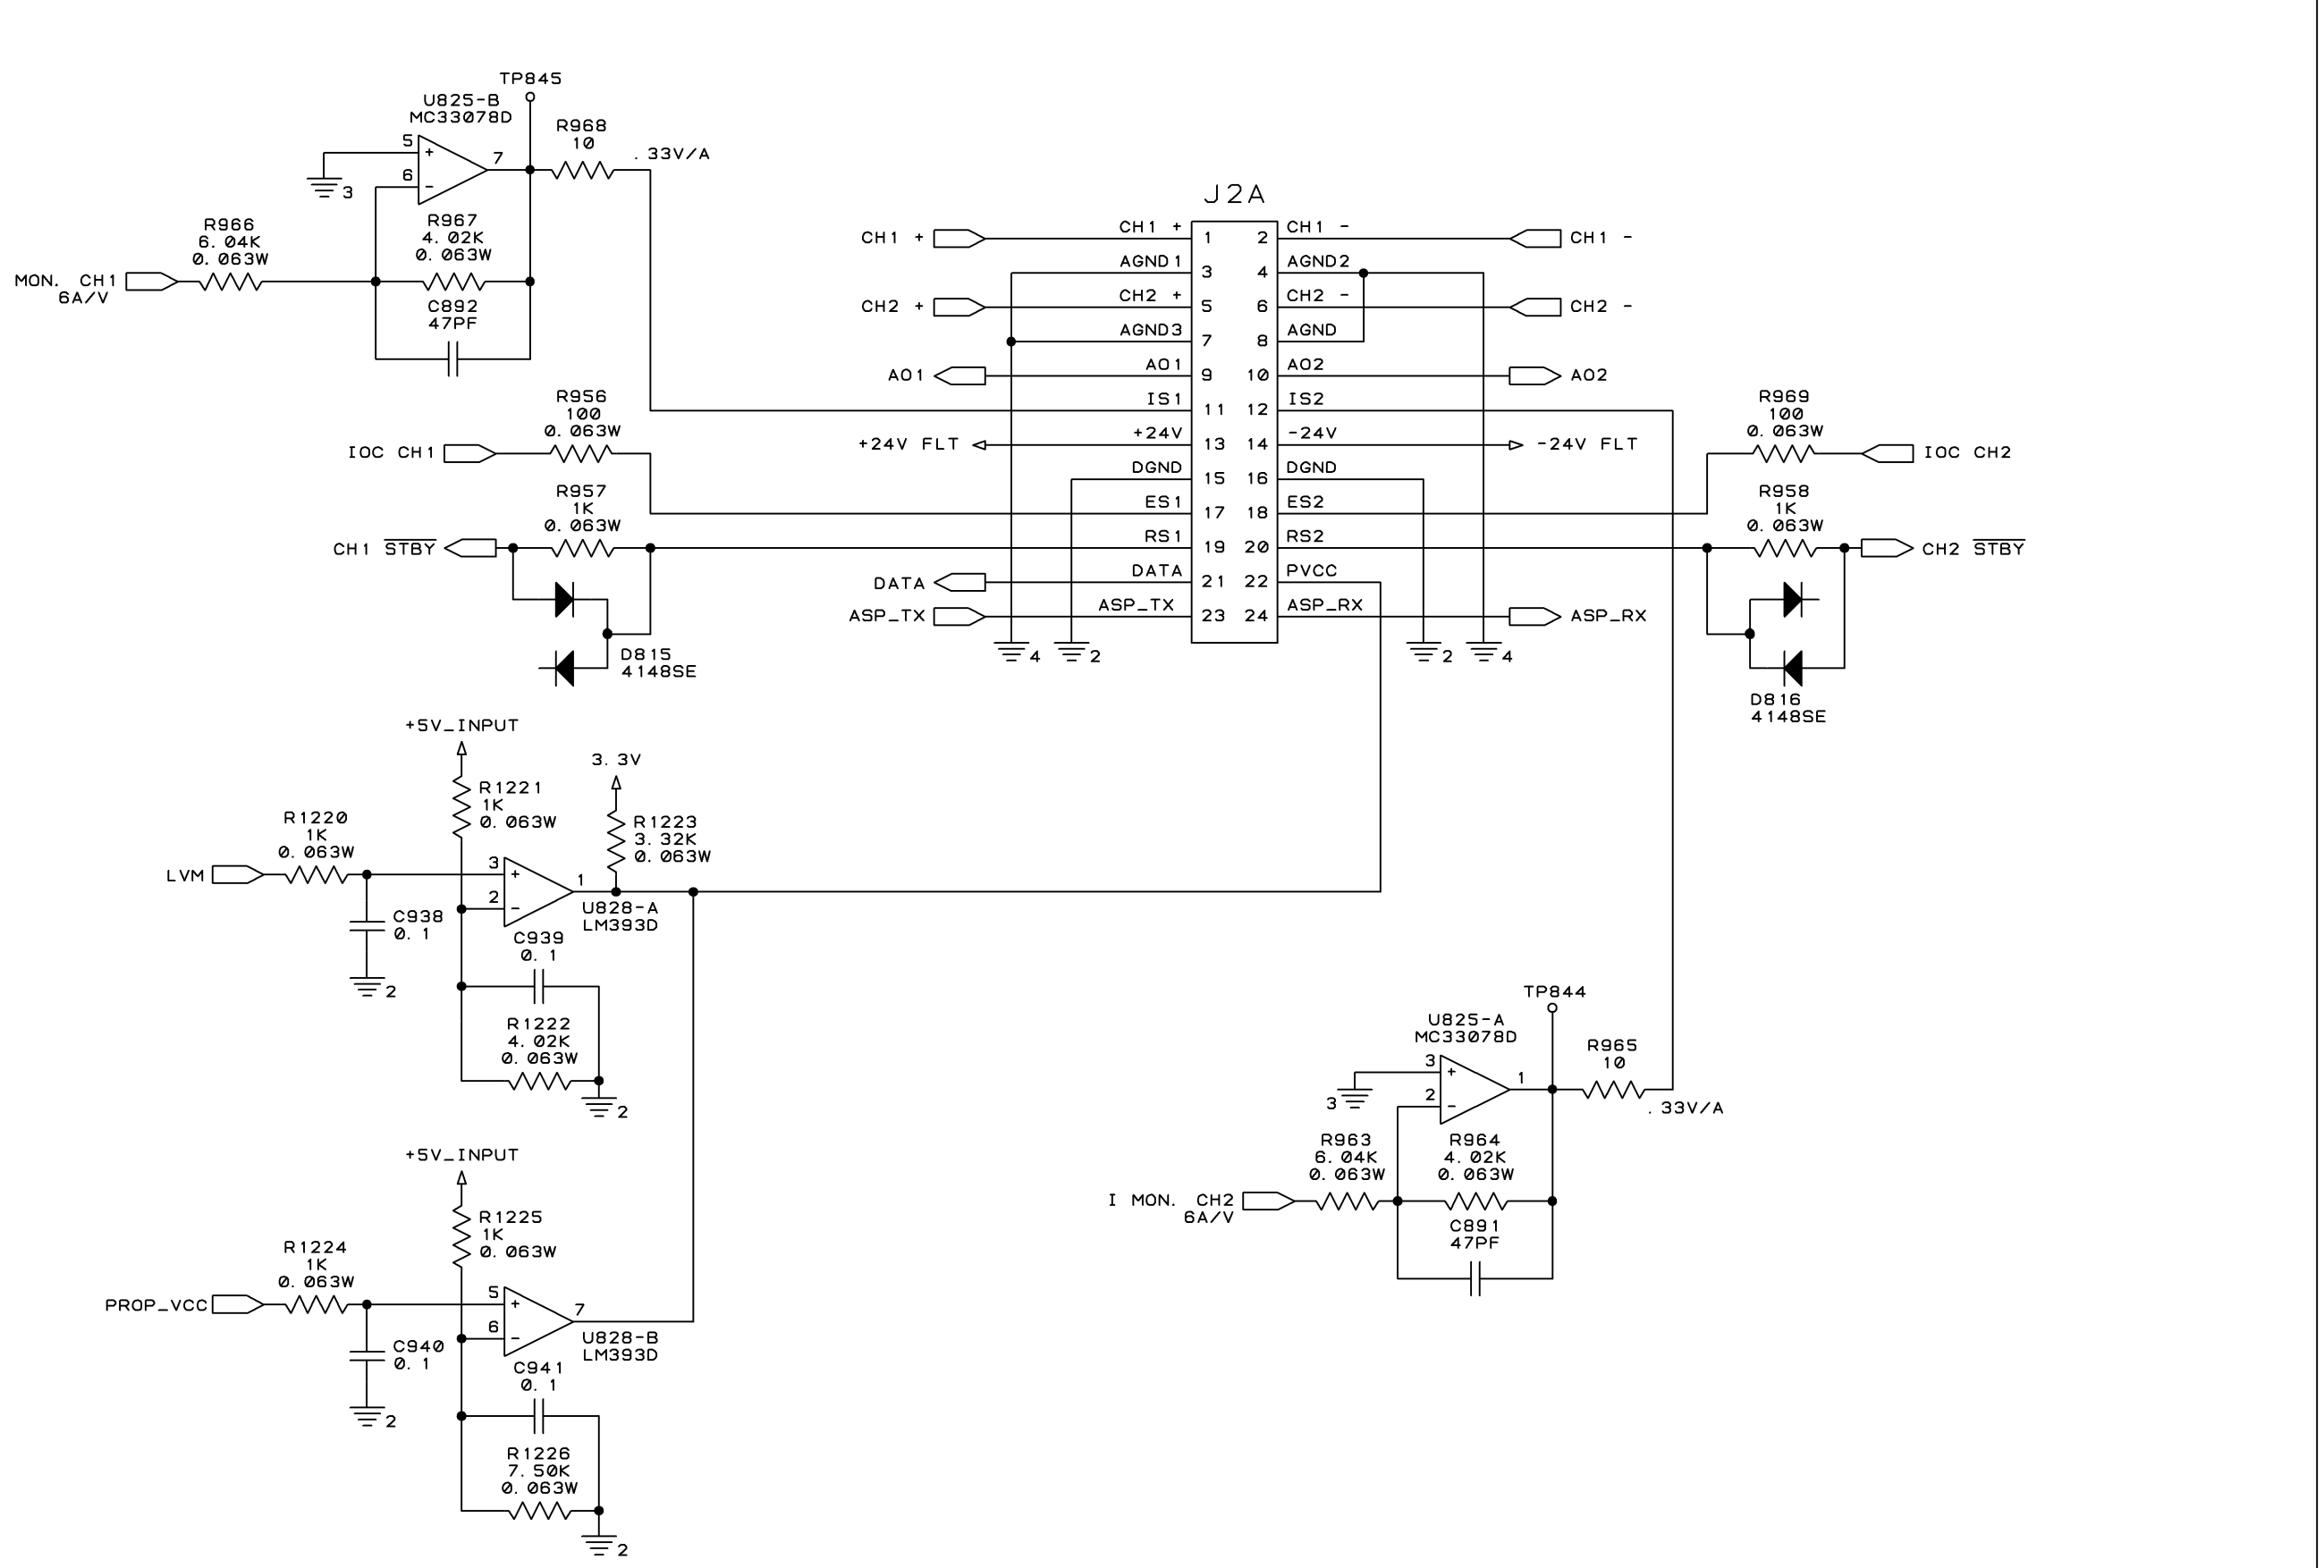 TP845
U825-B
MC33078D
5
+
6
-
7
3
R968
10
.33V/A
R966
6.04K
0.063W
R967
4.02K
0.063W
C892
47PF
MON. CH1
6A/V
J2A
CH1 + CH1 + 1 2 CH1 - CH1 -
AGND1 3 4 AGND2
CH2 + CH2 + 5 6 CH2 - CH2 -
AGND3 7 8 AGND
AO1 AO1 9 10 AO2 AO2
IS1 11 12 IS2
+24V FLT +24V 13 14 -24V -24V FLT
DGND 15 16 DGND
ES1 17 18 ES2
RS1 19 20 RS2
DATA DATA 21 22 PVCC
ASP_TX ASP_TX 23 24 ASP_RX ASP_RX
4 2 2 4
R956
100
0.063W
IOC CH1
R957
1K
0.063W
CH1 STBY
D815
4148SE
R969
100
0.063W
IOC CH2
R958
1K
0.063W
CH2 STBY
D816
4148SE
+5V_INPUT
3.3V
R1221
1K
0.063W
R1223
3.32K
0.063W
R1220
1K
0.063W
LVM
3
+
2
-
1
U828-A
LM393D
C938
0.1
2
C939
0.1
R1222
4.02K
0.063W
2
+5V_INPUT
R1225
1K
0.063W
R1224
1K
0.063W
PROP_VCC
5
+
6
-
7
U828-B
LM393D
C940
0.1
2
C941
0.1
R1226
7.50K
0.063W
2
TP844
U825-A
MC33078D
3
+
2
-
1
3
R965
10
.33V/A
R963
6.04K
0.063W
R964
4.02K
0.063W
C891
47PF
I MON. CH2
6A/V